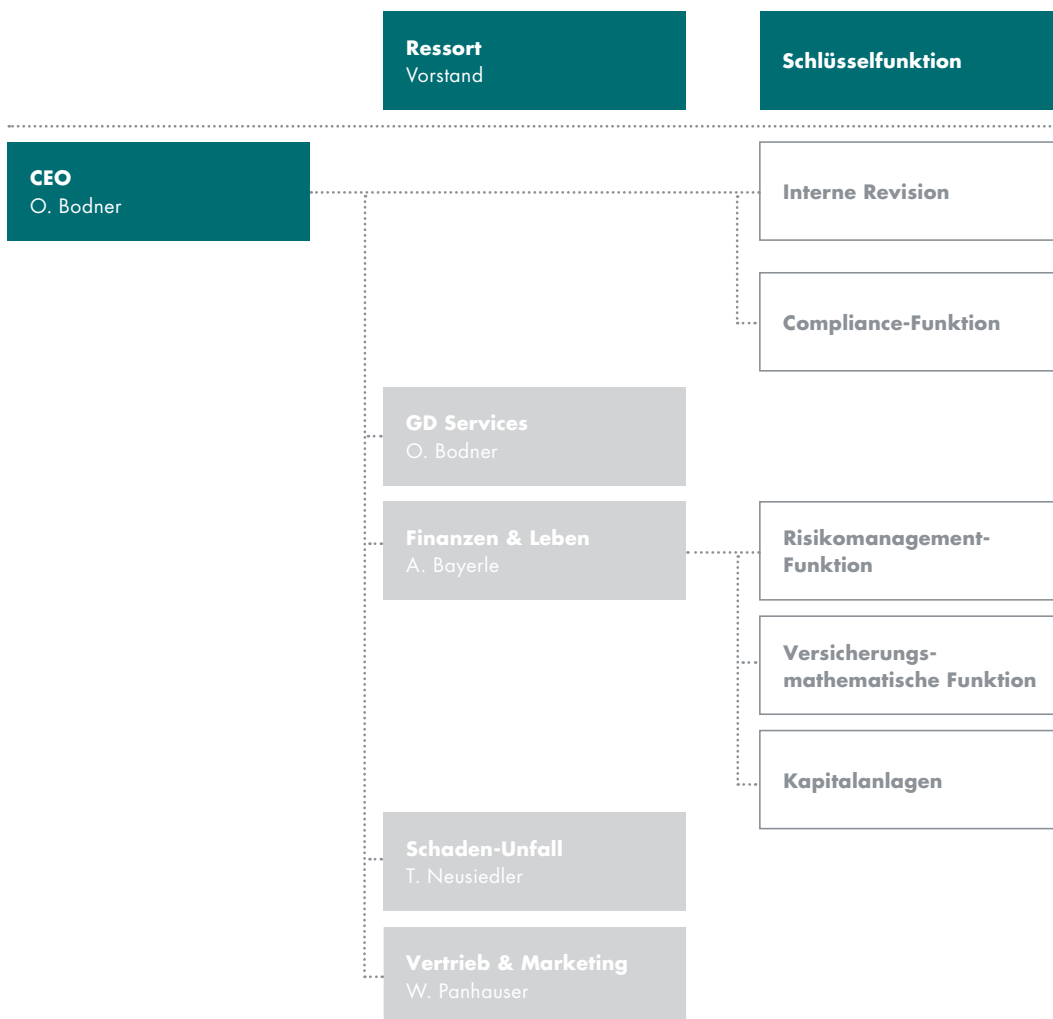 Ressort
Vorstand
Schlüsselfunktion
CEO
O. Bodner
Interne Revision
Compliance-Funktion
GD Services
O. Bodner
Finanzen & Leben
A. Bayerle
Risikomanagement-
Funktion
Versicherungs-
mathematische Funktion
Kapitalanlagen
Schaden-Unfall
T. Neusiedler
Vertrieb & Marketing
W. Panhauser